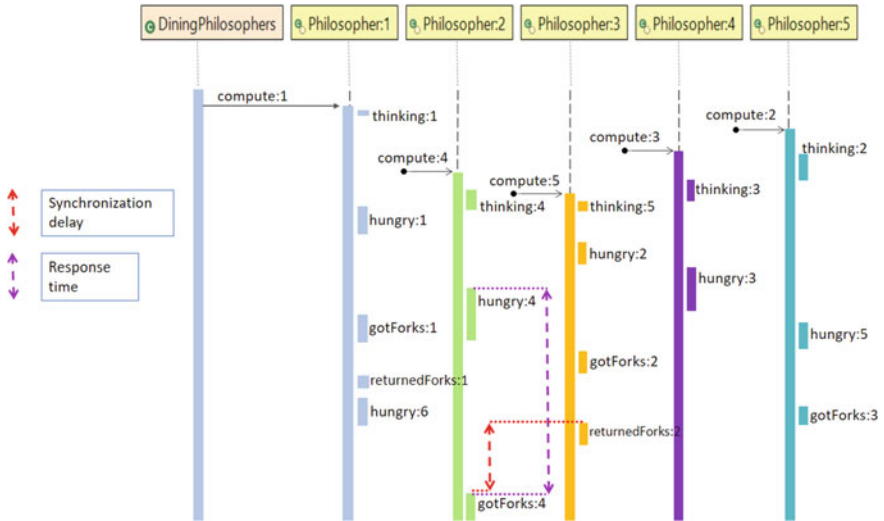 DiningPhilosophers
Philosopher:1
Philosopher:2
Philosopher:3
Philosopher:4
Philosopher:5
compute:1
thinking:1
compute:2
compute:3
thinking:2
compute:4
compute:5
thinking:3
thinking:4
thinking:5
Synchronization
delay
hungry:1
hungry:2
Response
time
hungry:3
hungry:4
gotForks:1
hungry:5
gotForks:2
returnedForks:1
hungry:6
gotForks:3
returnedForks:2
gotForks:4